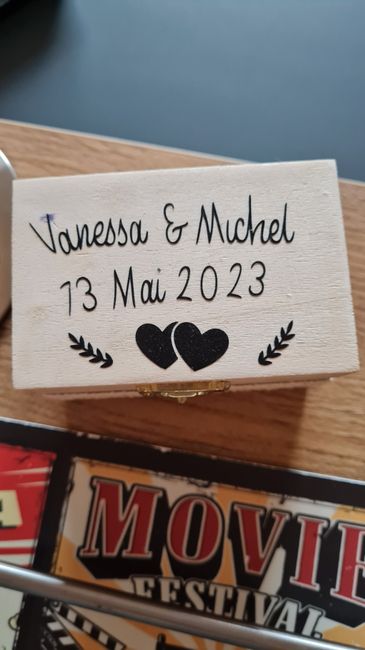 Vanessa & Michel
13 Mai 2023
A
MOVIE
FESTIVAL